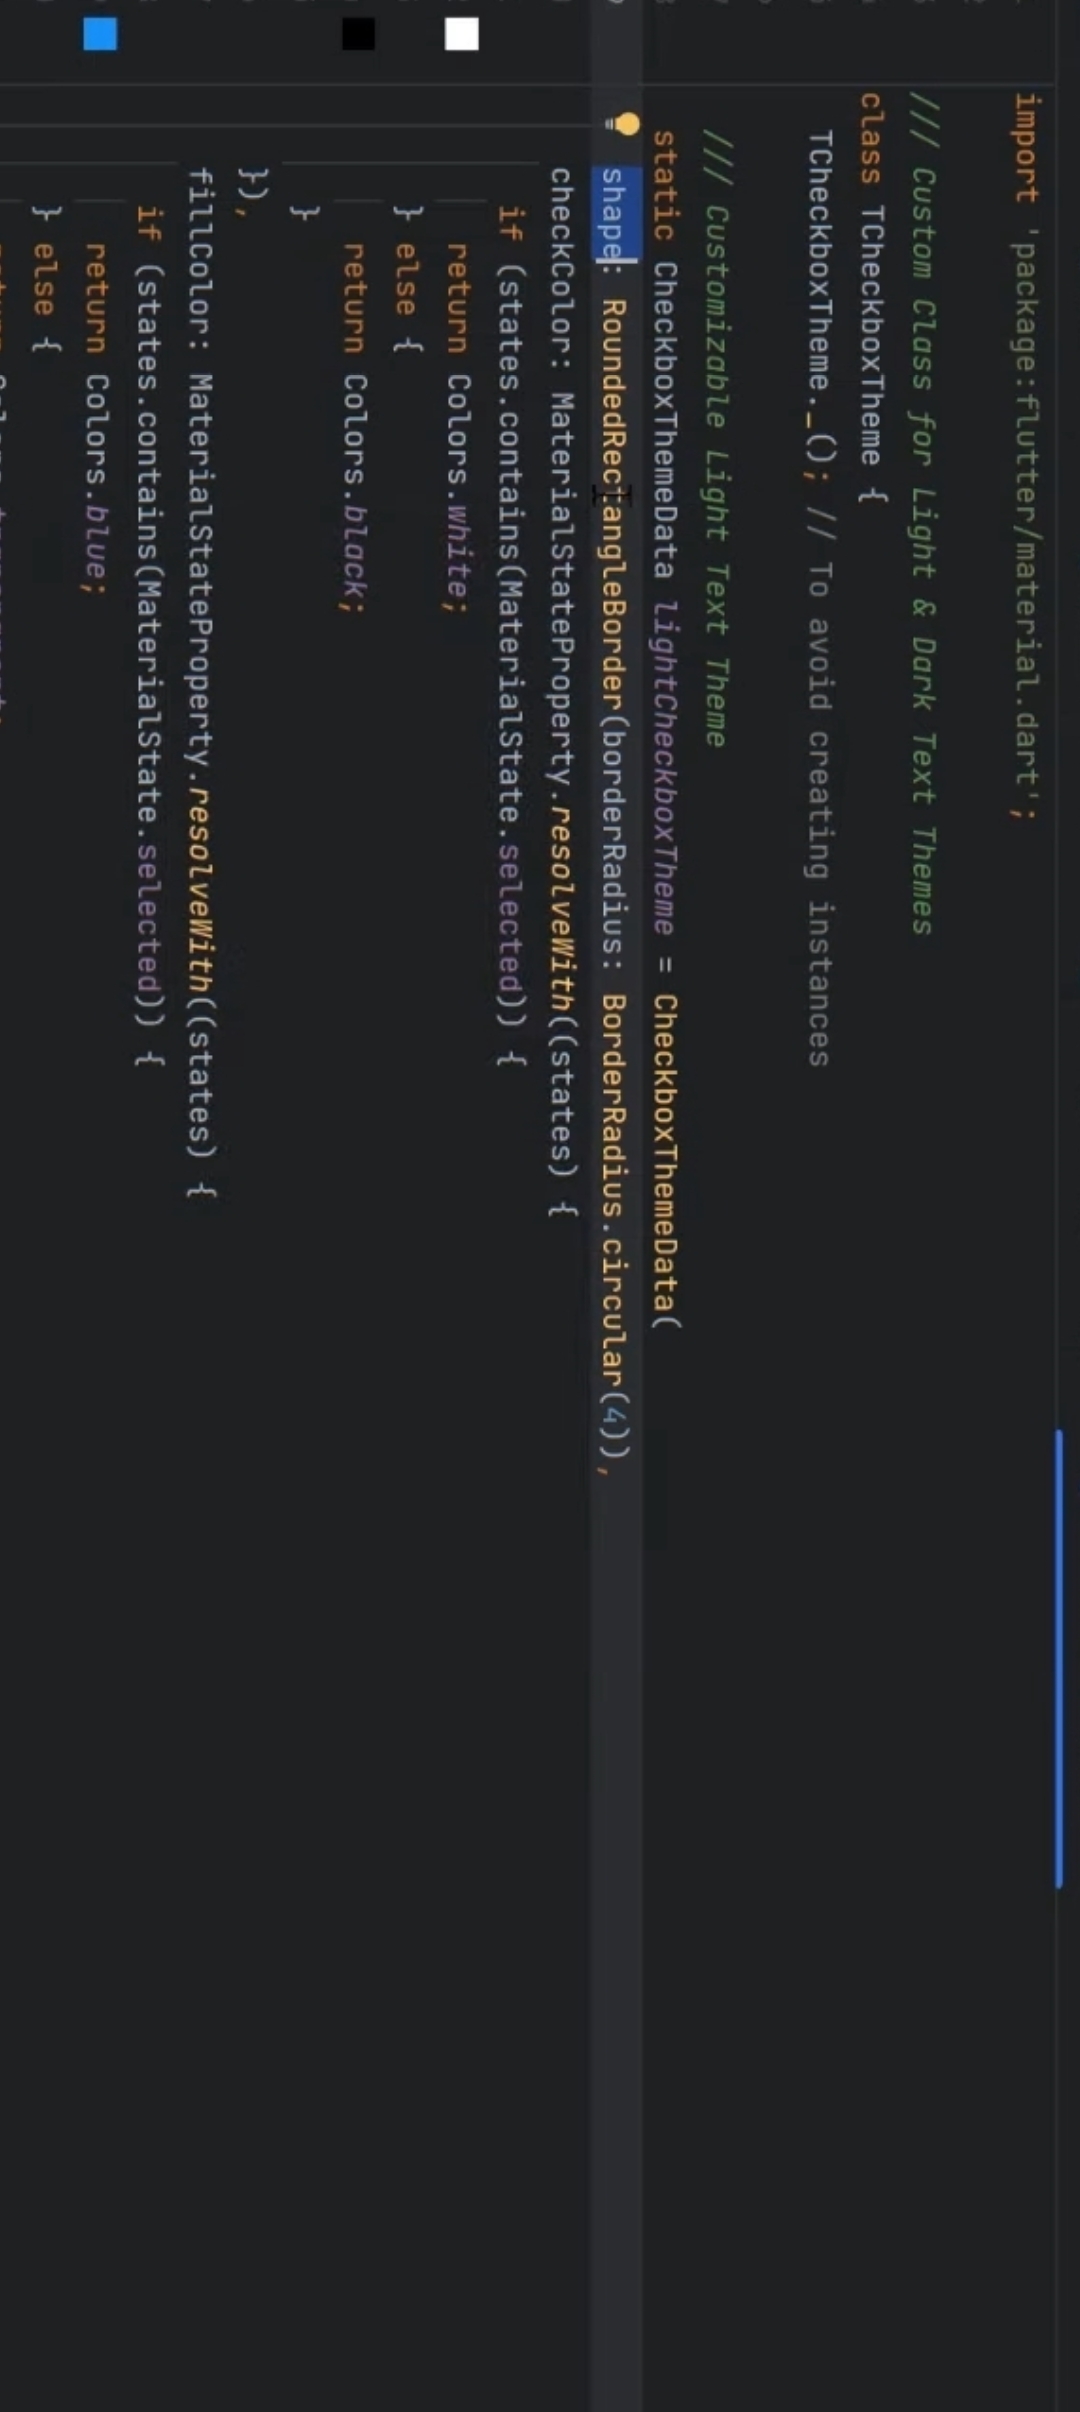 import 'package:flutter/material.dart';
/// Custom Class for Light & Dark Text Themes
class TCheckboxTheme {
TCheckboxTheme._(); // To avoid creating instances
/// Customizable Light Text Theme
static CheckboxThemeData lightCheckboxTheme = CheckboxThemeData(
shape: RoundedRectangleBorder(borderRadius: BorderRadius.circular(4)),
checkColor: MaterialStateProperty.resolveWith((states) {
if (states.contains(MaterialState.selected)) {
return Colors.white;
} else {
return Colors.black;
}
}),
fillColor: MaterialStateProperty.resolveWith((states) {
if (states.contains(MaterialState.selected)) {
return Colors.blue;
} else {